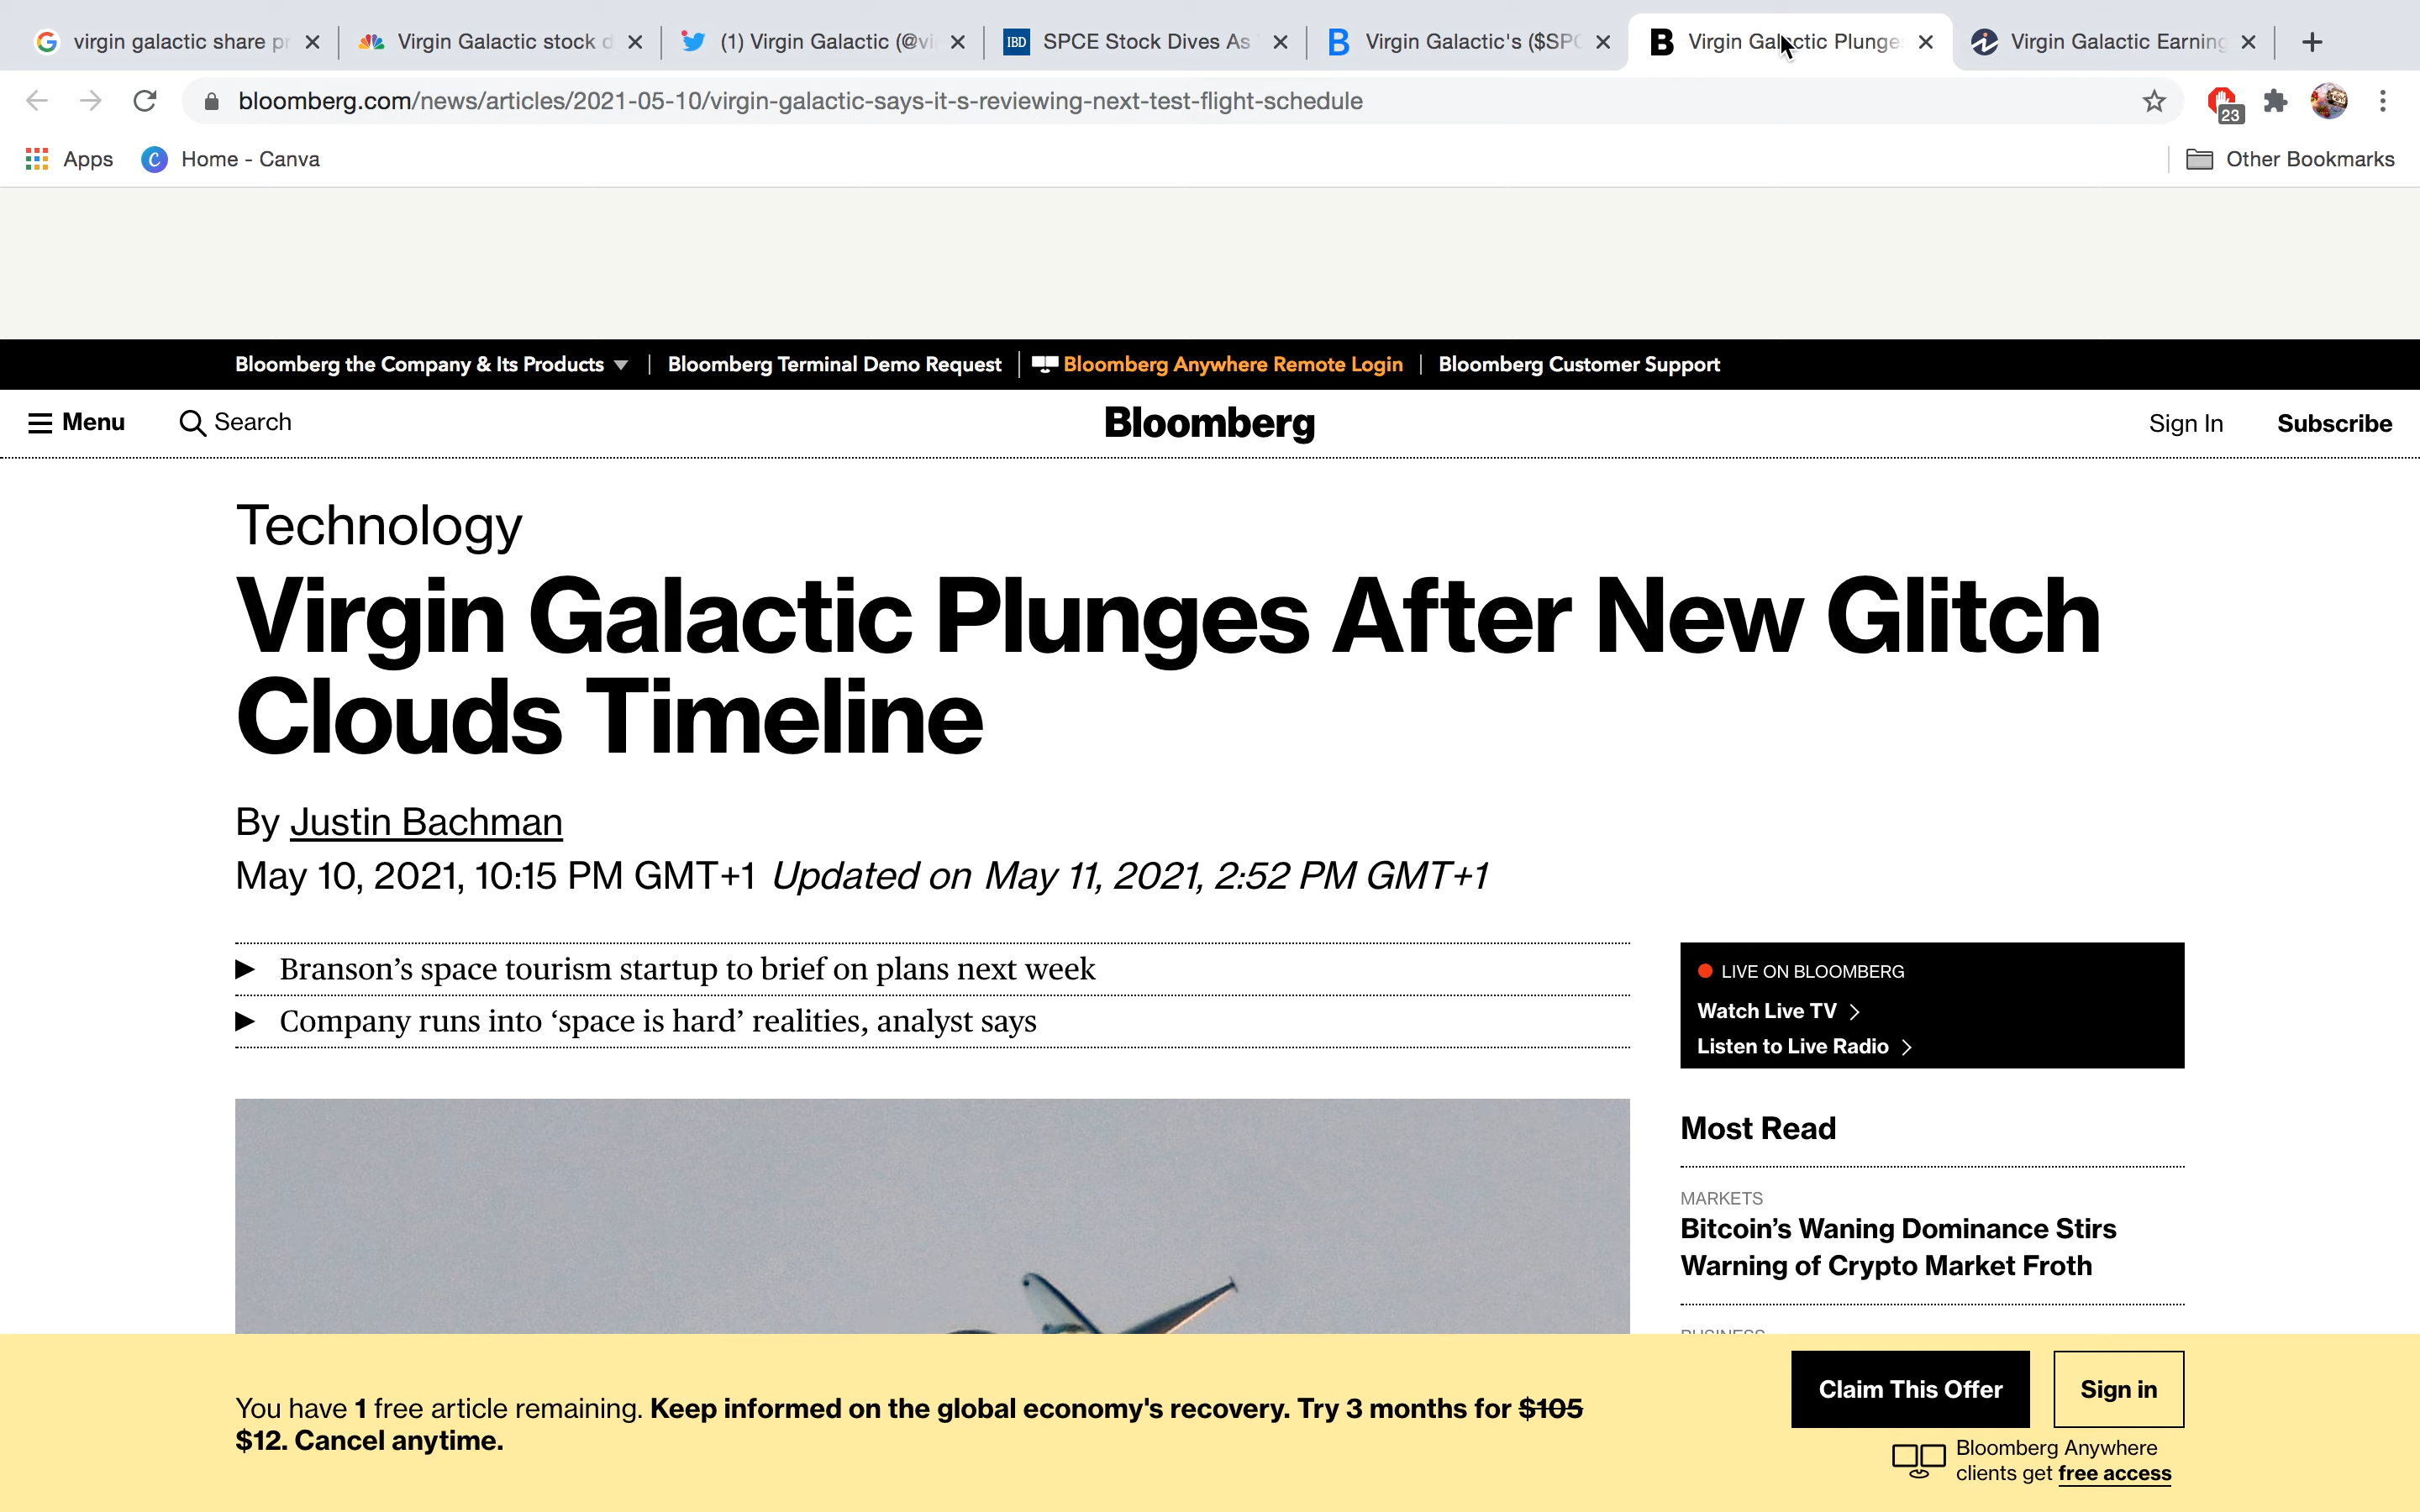 virgin galactic share pr
Virgin Galactic stock d
(1) Virgin Galactic (@vi
IBD
SPCE Stock Dives As
Virgin Galactic's ($SPC
Virgin Galactic Plunge
Virgin Galactic Earning
bloomberg.com/news/articles/2021-05-10/virgin-galactic-says-it-s-reviewing-next-test-flight-schedule
23
Apps
Home - Canva
Other Bookmarks
Bloomberg the Company & Its Products
Bloomberg Terminal Demo Request
Bloomberg Anywhere Remote Login
Bloomberg Customer Support
Menu
Search
Bloomberg
Sign In
Subscribe
Technology
Virgin Galactic Plunges After New Glitch
Clouds Timeline
By Justin Bachman
May 10, 2021, 10:15 PM GMT+1 Updated on May 11, 2021, 2:52 PM GMT+1
Branson’s space tourism startup to brief on plans next week
Company runs into ‘space is hard’ realities, analyst says
LIVE ON BLOOMBERG
Watch Live TV
Listen to Live Radio
Most Read
MARKETS
Bitcoin’s Waning Dominance Stirs
Warning of Crypto Market Froth
BUSINESS
You have 1 free article remaining. Keep informed on the global economy's recovery. Try 3 months for $105
$12. Cancel anytime.
Claim This Offer
Sign in
Bloomberg Anywhere
clients get free access